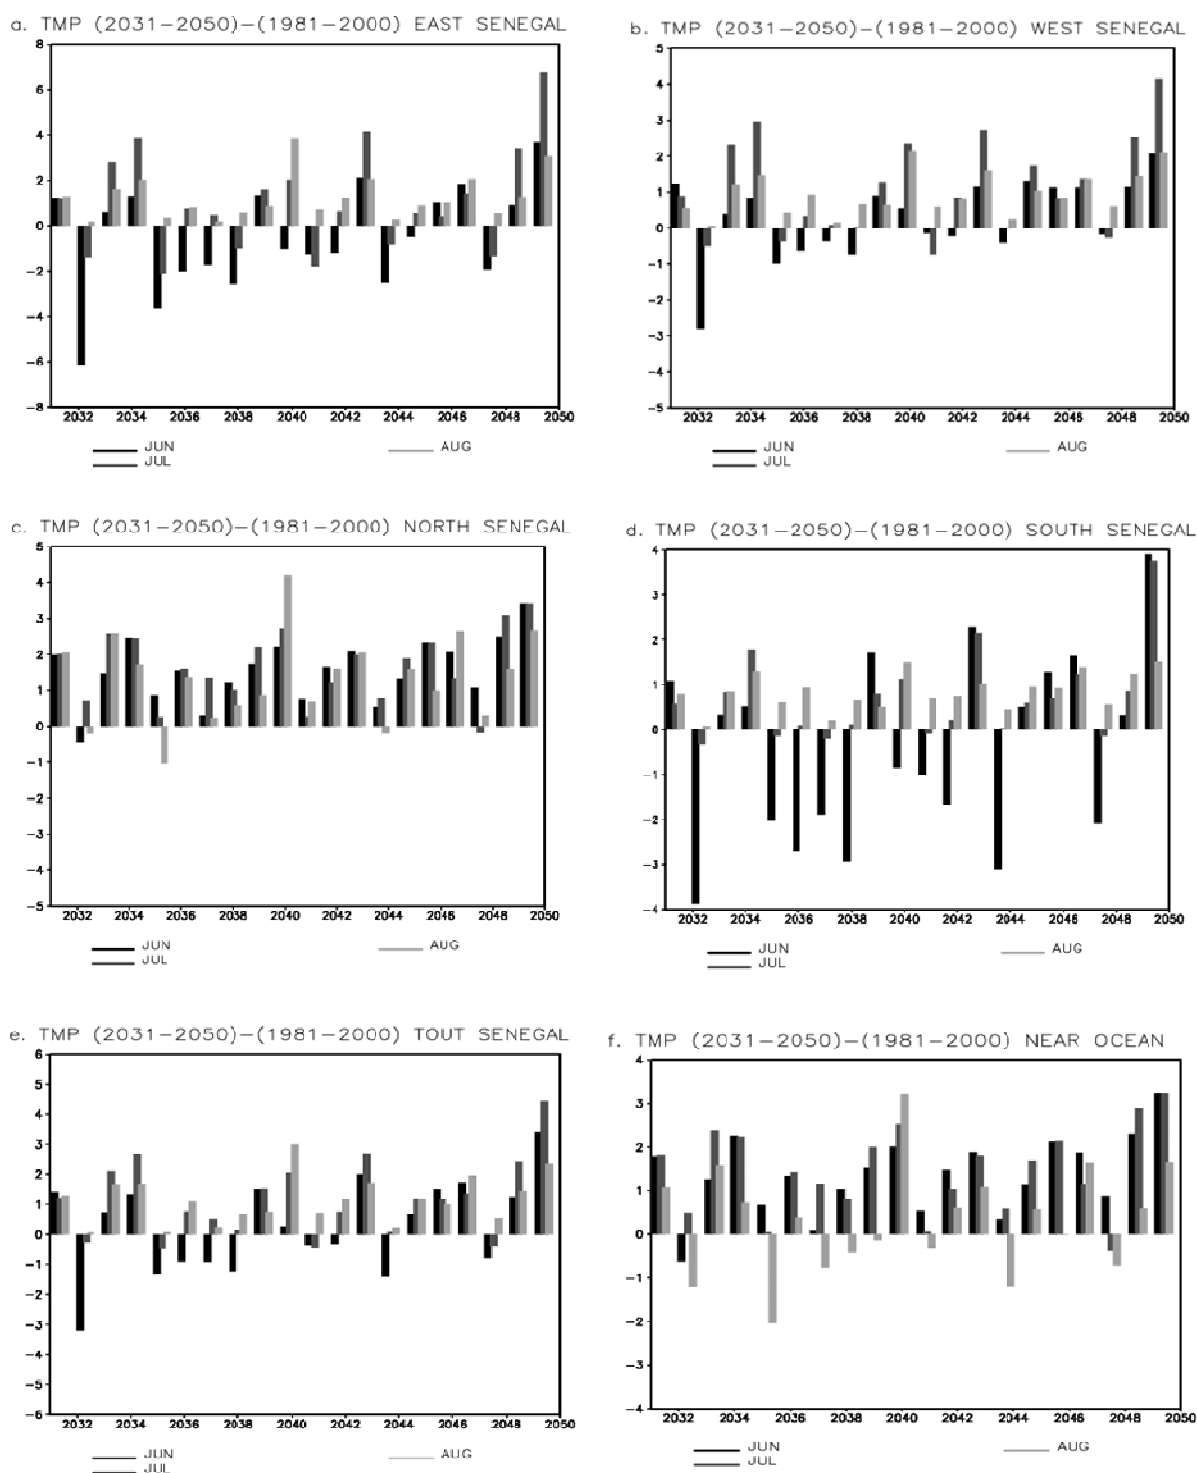 a. TMP (2031−2050)−(1981−2000) EAST SENEGAL
8
6
4
2
0
−2
−4
−6
−8
2032 2034 2036 2038 2040 2042 2044 2046 2048 2050
JUN
JUL
AUG
b. TMP (2031−2050)−(1981−2000) WEST SENEGAL
5
4
3
2
1
0
−1
−2
−3
−4
−5
2032 2034 2036 2038 2040 2042 2044 2046 2048 2050
JUN
JUL
AUG
c. TMP (2031−2050)−(1981−2000) NORTH SENEGAL
5
4
3
2
1
0
−1
−2
−3
−4
−5
2032 2034 2036 2038 2040 2042 2044 2046 2048 2050
JUN
JUL
AUG
d. TMP (2031−2050)−(1981−2000) SOUTH SENEGAL
4
3
2
1
0
−1
−2
−3
−4
2032 2034 2036 2038 2040 2042 2044 2046 2048 2050
JUN
JUL
AUG
e. TMP (2031−2050)−(1981−2000) TOUT SENEGAL
6
5
4
3
2
1
0
−1
−2
−3
−4
−5
−6
2032 2034 2036 2038 2040 2042 2044 2046 2048 2050
JUN
JUL
AUG
f. TMP (2031−2050)−(1981−2000) NEAR OCEAN
4
3
2
1
0
−1
−2
−3
−4
2032 2034 2036 2038 2040 2042 2044 2046 2048 2050
JUN
JUL
AUG